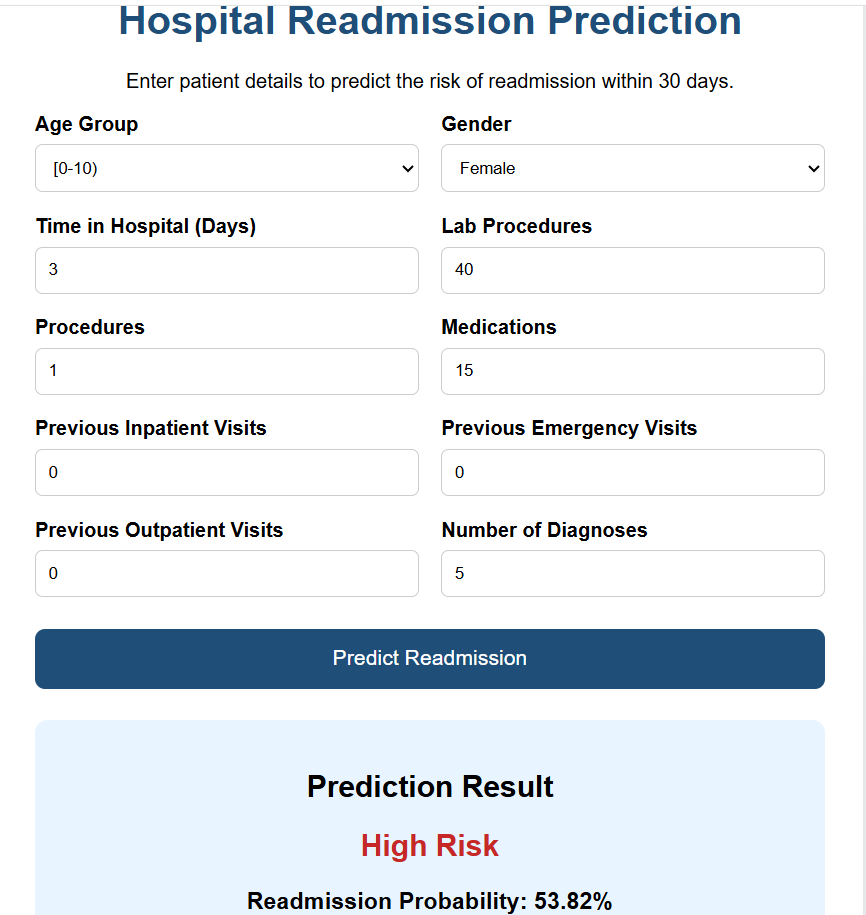 Hospital Readmission Prediction
Enter patient details to predict the risk of readmission within 30 days.
Age Group
Gender
[0-10)
Female
Time in Hospital (Days)
Lab Procedures
3
40
Procedures
Medications
1
15
Previous Inpatient Visits
Previous Emergency Visits
0
0
Previous Outpatient Visits
Number of Diagnoses
0
5
Predict Readmission
Prediction Result
High Risk
Readmission Probability: 53.82%